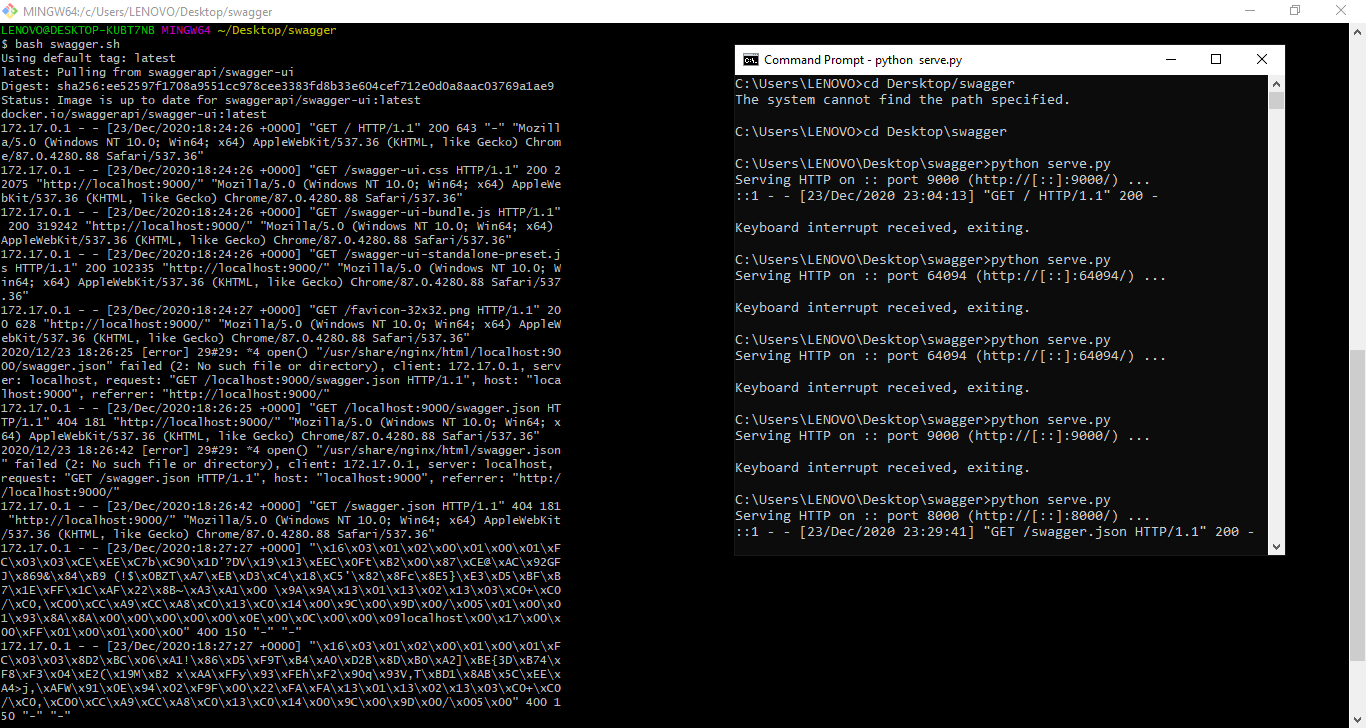 MINGW64:/c/Users/LENOVO/Desktop/swagger
LENOVO@DESKTOP-KUBT7NB MINGW64 ~/Desktop/swagger
$ bash swagger.sh
Using default tag: latest
latest: Pulling from swaggerapi/swagger-ui
Digest: sha256:ee52597f1708a9551cc978cee3383fd8b33e604cef712e0d0a8aac03769a1ae9
Status: Image is up to date for swaggerapi/swagger-ui:latest
docker.io/swaggerapi/swagger-ui:latest
172.17.0.1 - - [23/Dec/2020:18:24:26 +0000] "GET / HTTP/1.1" 200 643 "-" "Mozill
a/5.0 (Windows NT 10.0; Win64; x64) AppleWebKit/537.36 (KHTML, like Gecko) Chrom
e/87.0.4280.88 Safari/537.36"
172.17.0.1 - - [23/Dec/2020:18:24:26 +0000] "GET /swagger-ui.css HTTP/1.1" 200 2
2075 "http://localhost:9000/" "Mozilla/5.0 (Windows NT 10.0; Win64; x64) AppleWe
bKit/537.36 (KHTML, like Gecko) Chrome/87.0.4280.88 Safari/537.36"
172.17.0.1 - - [23/Dec/2020:18:24:26 +0000] "GET /swagger-ui-bundle.js HTTP/1.1"
 200 319242 "http://localhost:9000/" "Mozilla/5.0 (Windows NT 10.0; Win64; x64)
AppleWebKit/537.36 (KHTML, like Gecko) Chrome/87.0.4280.88 Safari/537.36"
172.17.0.1 - - [23/Dec/2020:18:24:26 +0000] "GET /swagger-ui-standalone-preset.j
s HTTP/1.1" 200 102335 "http://localhost:9000/" "Mozilla/5.0 (Windows NT 10.0; W
in64; x64) AppleWebKit/537.36 (KHTML, like Gecko) Chrome/87.0.4280.88 Safari/537
.36"
172.17.0.1 - - [23/Dec/2020:18:24:27 +0000] "GET /favicon-32x32.png HTTP/1.1" 20
0 628 "http://localhost:9000/" "Mozilla/5.0 (Windows NT 10.0; Win64; x64) AppleW
ebKit/537.36 (KHTML, like Gecko) Chrome/87.0.4280.88 Safari/537.36"
2020/12/23 18:26:25 [error] 29#29: *4 open() "/usr/share/nginx/html/localhost:90
00/swagger.json" failed (2: No such file or directory), client: 172.17.0.1, serv
er: localhost, request: "GET /localhost:9000/swagger.json HTTP/1.1", host: "loca
lhost:9000", referrer: "http://localhost:9000/"
172.17.0.1 - - [23/Dec/2020:18:26:25 +0000] "GET /localhost:9000/swagger.json HT
TP/1.1" 404 181 "http://localhost:9000/" "Mozilla/5.0 (Windows NT 10.0; Win64; x
64) AppleWebKit/537.36 (KHTML, like Gecko) Chrome/87.0.4280.88 Safari/537.36"
2020/12/23 18:26:42 [error] 29#29: *4 open() "/usr/share/nginx/html/swagger.json
" failed (2: No such file or directory), client: 172.17.0.1, server: localhost,
request: "GET /swagger.json HTTP/1.1", host: "localhost:9000", referrer: "http:/
/localhost:9000/"
172.17.0.1 - - [23/Dec/2020:18:26:42 +0000] "GET /swagger.json HTTP/1.1" 404 181
 "http://localhost:9000/" "Mozilla/5.0 (Windows NT 10.0; Win64; x64) AppleWebKit
/537.36 (KHTML, like Gecko) Chrome/87.0.4280.88 Safari/537.36"
172.17.0.1 - - [23/Dec/2020:18:27:27 +0000] "\x16\x03\x01\x02\x00\x01\x00\x01\xF
C\x03\x03\xCE\xEE\xC7b\xC90\x1D'?DV\x19\x13\xEEC\x0Ft\xB2\x00\x87\xCE@\xAC\x92GF
J\x869&\x84\xB9 (!$\x0BZT\xA7\xEB\xD3\xC4\x18\xC5'\x82\x8Fc\x8E5}\xE3\xD5\xBF\xB
7\x1E\xFF\x1C\xAF\x22\x8B~\xA3\xA1\x00 \x9A\x9A\x13\x01\x13\x02\x13\x03\xC0+\xC0
/\xC0,\xC00\xCC\xA9\xCC\xA8\xC0\x13\xC0\x14\x00\x9C\x00\x9D\x00/\x005\x01\x00\x0
1\x93\x8A\x8A\x00\x00\x00\x00\x00\x0E\x00\x0C\x00\x00\x09localhost\x00\x17\x00\x
00\xFF\x01\x00\x01\x00\x00" 400 150 "-" "-"
172.17.0.1 - - [23/Dec/2020:18:27:27 +0000] "\x16\x03\x01\x02\x00\x01\x00\x01\xF
C\x03\x03\x8D2\xBC\x06\xA1!\x86\xD5\xF9T\xB4\xA0\xD2B\x8D\xB0\xA2]\xBE{3D\xB74\x
F8\xF3\x04\xE2(\x19M\xB2 x\xAA\xFFy\x93\xFEh\xF2\x90q\x93V,T\xBD1\x8AB\x5C\xEE\x
A4>j,\xAFW\x91\x0E\x94\x02\xF9F\x00\x22\xFA\xFA\x13\x01\x13\x02\x13\x03\xC0+\xC0
/\xC0,\xC00\xCC\xA9\xCC\xA8\xC0\x13\xC0\x14\x00\x9C\x00\x9D\x00/\x005\x00" 400 1
50 "-" "-"
Command Prompt - python serve.py
C:\Users\LENOVO>cd Dersktop/swagger
The system cannot find the path specified.
C:\Users\LENOVO>cd Desktop\swagger
C:\Users\LENOVO\Desktop\swagger>python serve.py
Serving HTTP on :: port 9000 (http://[::]:9000/) ...
::1 - - [23/Dec/2020 23:04:13] "GET / HTTP/1.1" 200 -
Keyboard interrupt received, exiting.
C:\Users\LENOVO\Desktop\swagger>python serve.py
Serving HTTP on :: port 64094 (http://[::]:64094/) ...
Keyboard interrupt received, exiting.
C:\Users\LENOVO\Desktop\swagger>python serve.py
Serving HTTP on :: port 64094 (http://[::]:64094/) ...
Keyboard interrupt received, exiting.
C:\Users\LENOVO\Desktop\swagger>python serve.py
Serving HTTP on :: port 9000 (http://[::]:9000/) ...
Keyboard interrupt received, exiting.
C:\Users\LENOVO\Desktop\swagger>python serve.py
Serving HTTP on :: port 8000 (http://[::]:8000/) ...
::1 - - [23/Dec/2020 23:29:41] "GET /swagger.json HTTP/1.1" 200 -